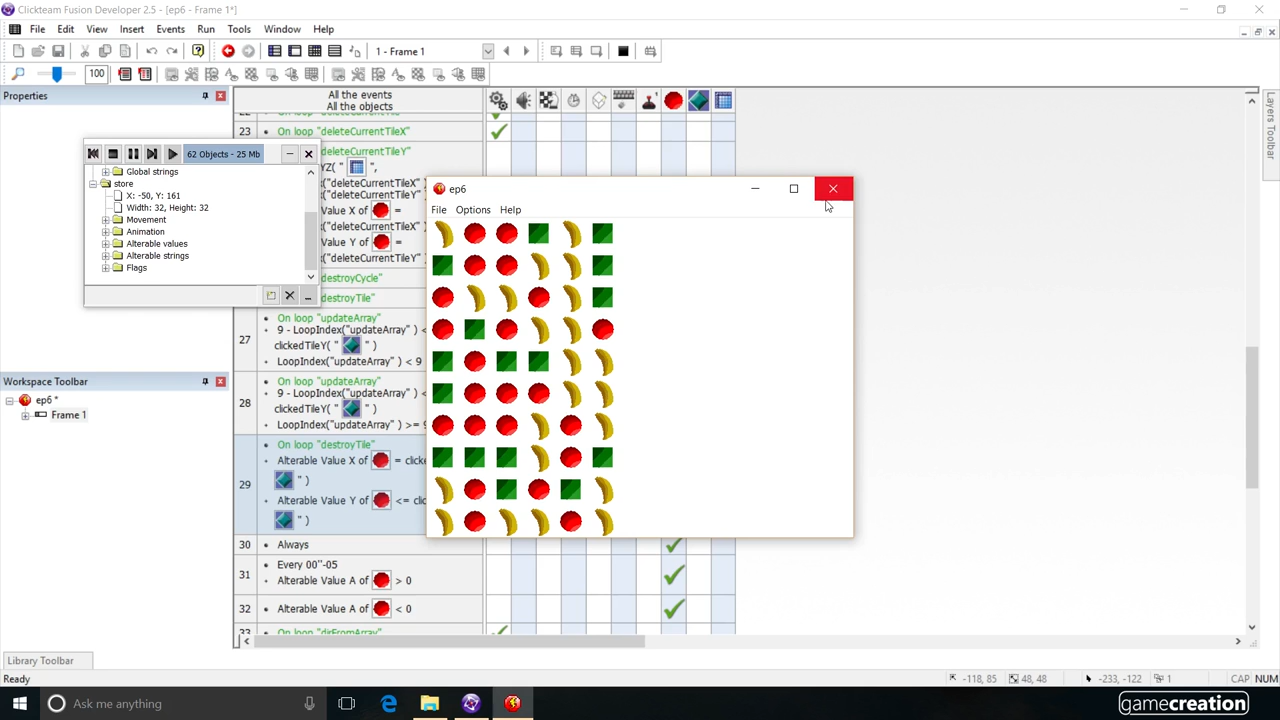 Clickteam Fusion Developer 2.5 - [ep6 - Frame 1*]
File Edit View Insert Events Run Tools Window Help
1 - Frame 1
100
Properties
All the events
All the objects
23 On loop "deleteCurrentTileX"
deleteCurrentTileY"
YZ( " ",
x("deleteCurrentTileX" )
x("deleteCurrentTileY" )
Value X of =
x("deleteCurrentTileX" )
Value Y of =
x("deleteCurrentTileY" )
destroyCycle"
destroyTile"
62 Objects - 25 Mb
Global strings
store
X: -50, Y: 161
Width: 32, Height: 32
Movement
Animation
Alterable values
Alterable strings
Flags
ep6
File Options Help
27 On loop "updateArray"
9 - LoopIndex("updateArray" ) <
clickedTileY( " " )
LoopIndex("updateArray" ) < 9
28 On loop "updateArray"
9 - LoopIndex("updateArray" ) <
clickedTileY( " " )
LoopIndex("updateArray" ) >= 9
29 On loop "destroyTile"
Alterable Value X of = clicke
" )
Alterable Value Y of <= cl
" )
30 Always
31 Every 00"-05
Alterable Value A of > 0
32 Alterable Value A of < 0
33 On loop "dirFromArray"
Workspace Toolbar
ep6 *
Frame 1
Layers Toolbar
Library Toolbar
Ready
-118, 85 48, 48 -233, -122 1 CAP NUM
Ask me anything
gamecreation